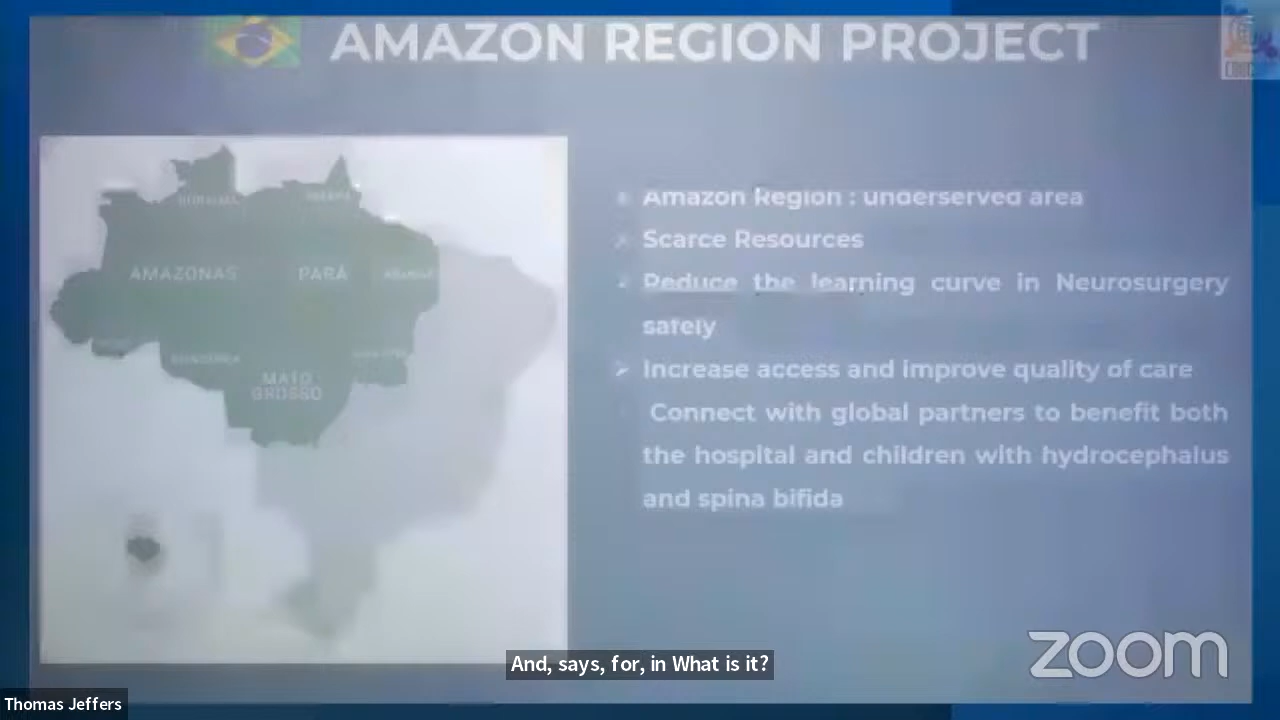 AMAZON REGION PROJECT
Amazon Region : underserved area
Scarce Resources
Reduce the learning curve in Neurosurgery
safely
Increase access and improve quality of care
Connect with global partners to benefit both
the hospital and children with hydrocephalus
and spina bifida
AMAZONAS
PARÁ
MATO
GROSSO
And, says, for, in What is it?
zoom
Thomas Jeffers